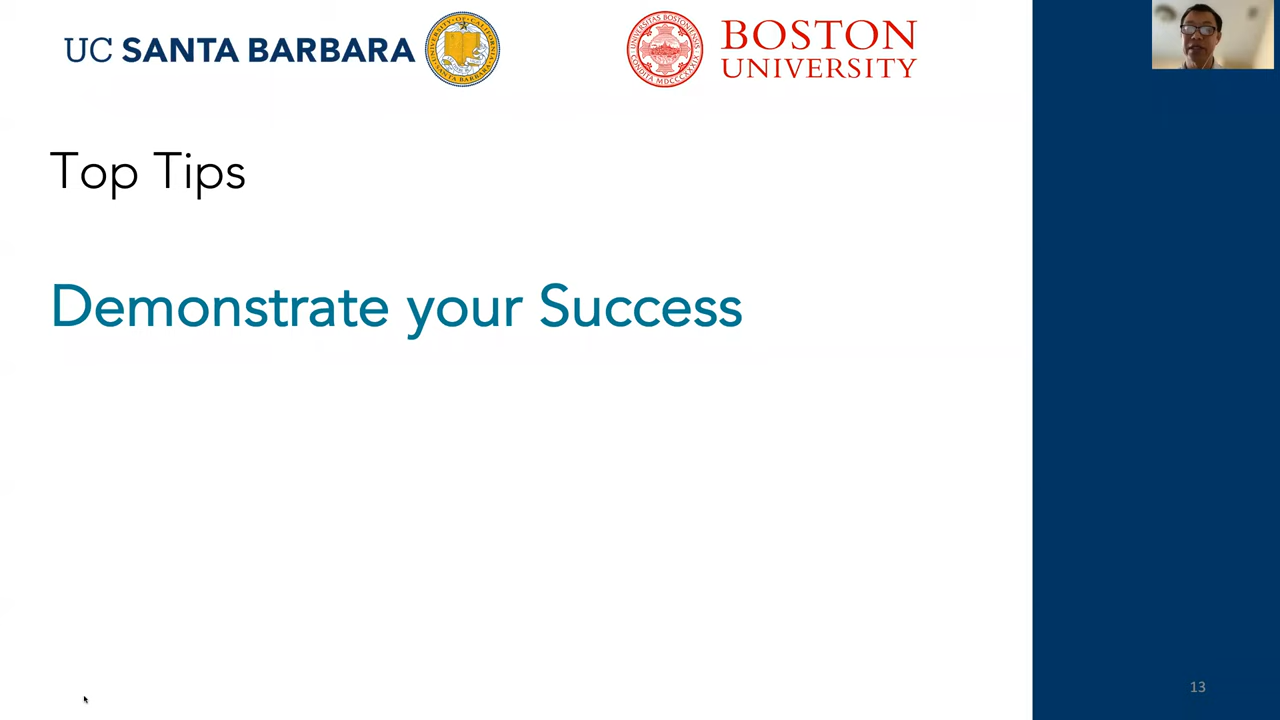 UC SANTA BARBARA
BOSTON
UNIVERSITY
Top Tips
Demonstrate your Success
13